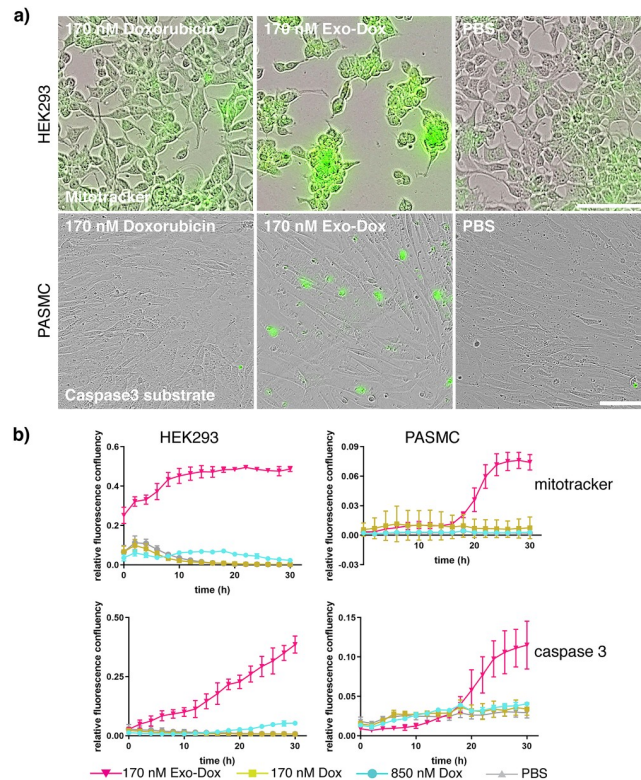 a)
170 nM Doxorubicin
170 nM Exo-Dox
PBS
HEK293
Mitotracker
170 nM Doxorubicin
170 nM Exo-Dox
PBS
PASMC
Caspase3 substrate
b)
HEK293
PASMC
relative fluorescence confluency
0.6
0.4
0.2
0.0
0
10
20
30
time (h)
relative fluorescence confluency
0.09
0.06
0.03
0.00
-0.03
0
10
20
30
time (h)
mitotracker
relative fluorescence confluency
0.50
0.25
0.00
0
10
20
30
time (h)
relative fluorescence confluency
0.15
0.10
0.05
0.00
0
10
20
30
time (h)
caspase 3
170 nM Exo-Dox
170 nM Dox
850 nM Dox
PBS